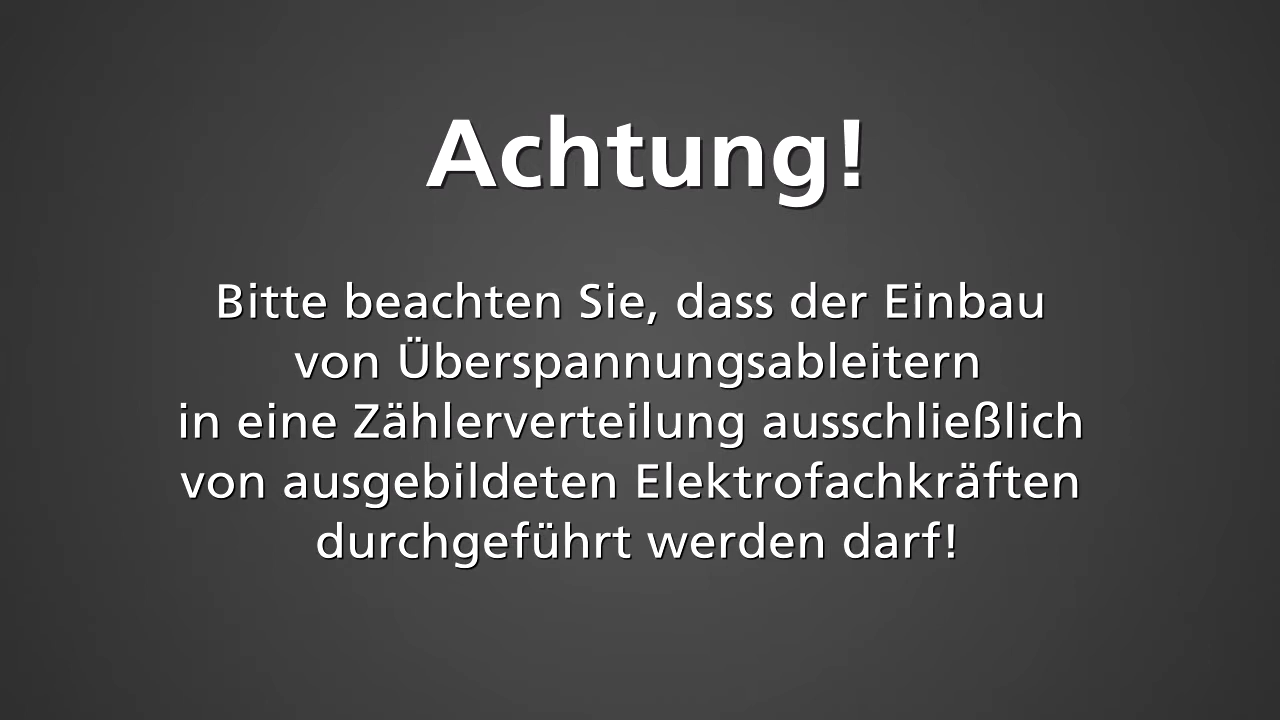 Achtung!
Bitte beachten Sie, dass der Einbau
von Überspannungsableitern
in eine Zählerverteilung ausschließlich
von ausgebildeten Elektrofachkräften
durchgeführt werden darf!